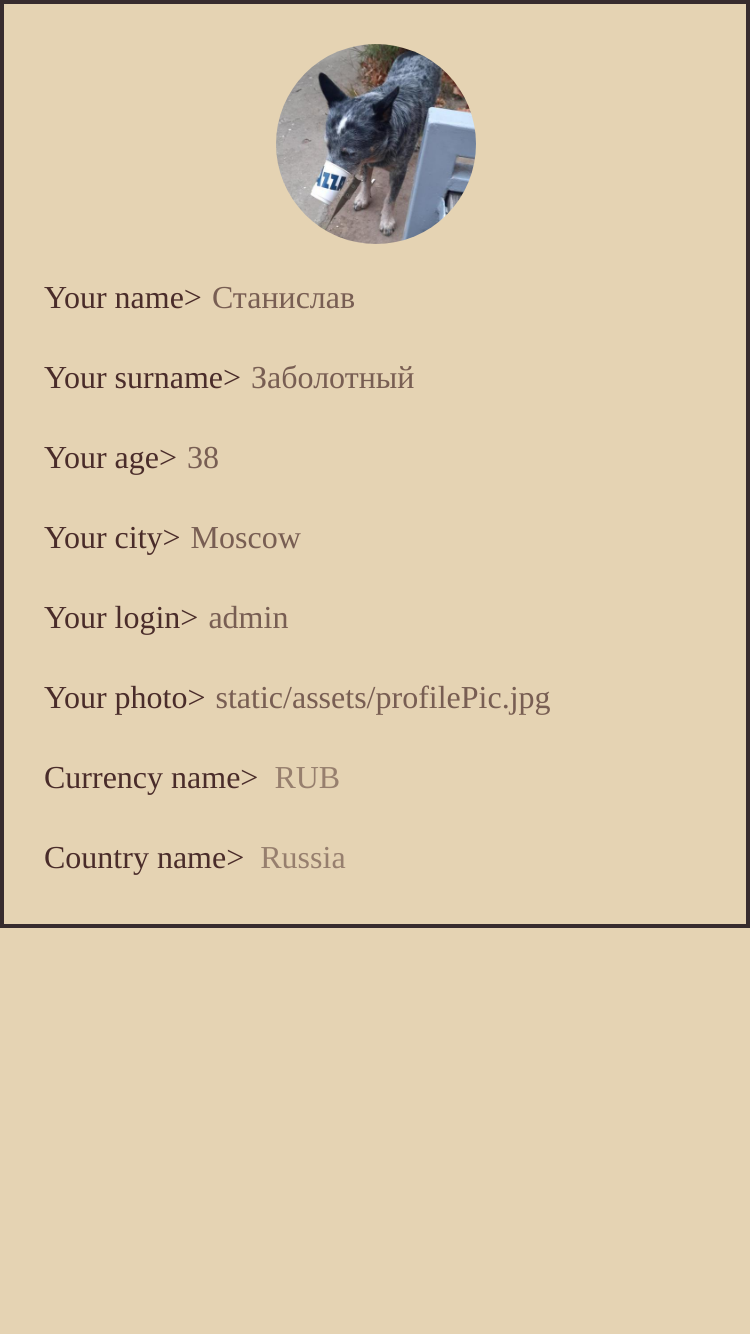 ZZ
Your name> Станислав
Your surname> Заболотный
Your age> 38
Your city> Moscow
Your login> admin
Your photo> static/assets/profilePic.jpg
Currency name> RUB
Country name> Russia